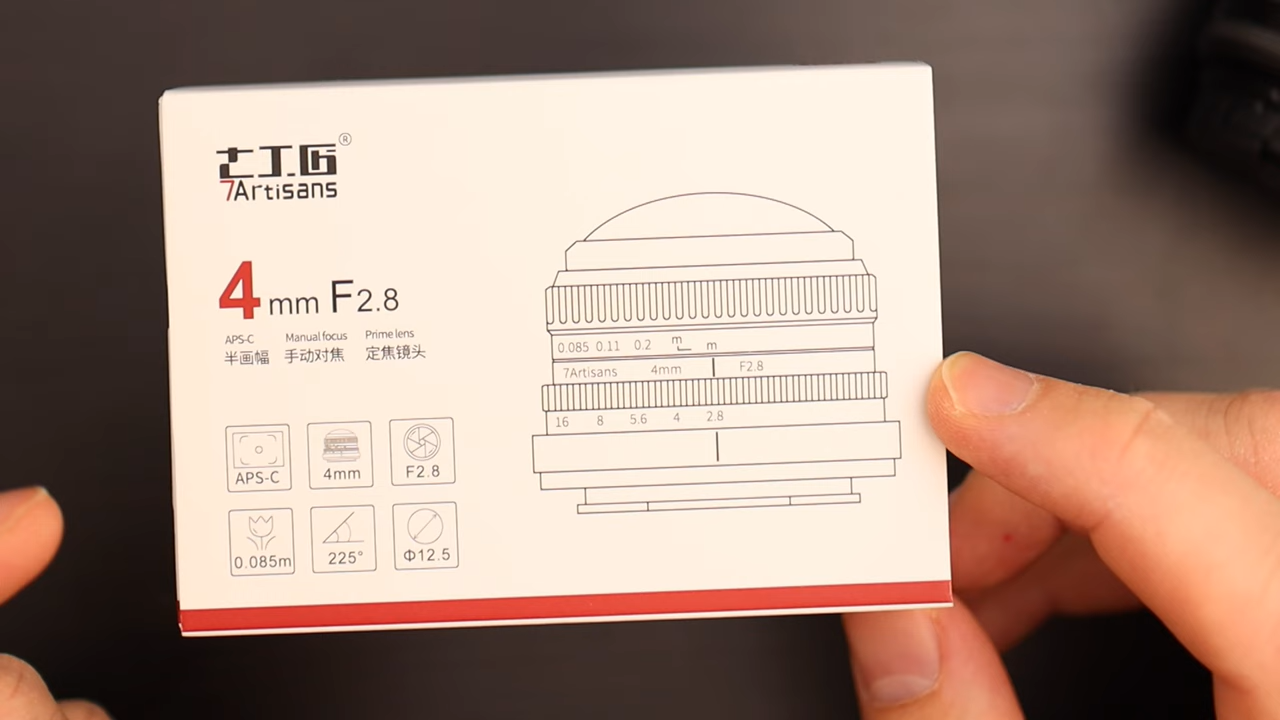 七工匠®
7Artisans
4mm F2.8
APS-C Manual focus Prime lens
半画幅 手动对焦 定焦镜头
0.085 0.11 0.2 m m
7Artisans 4mm F2.8
16 8 5.6 4 2.8
APS-C 4mm F2.8
0.085m 225° Φ12.5